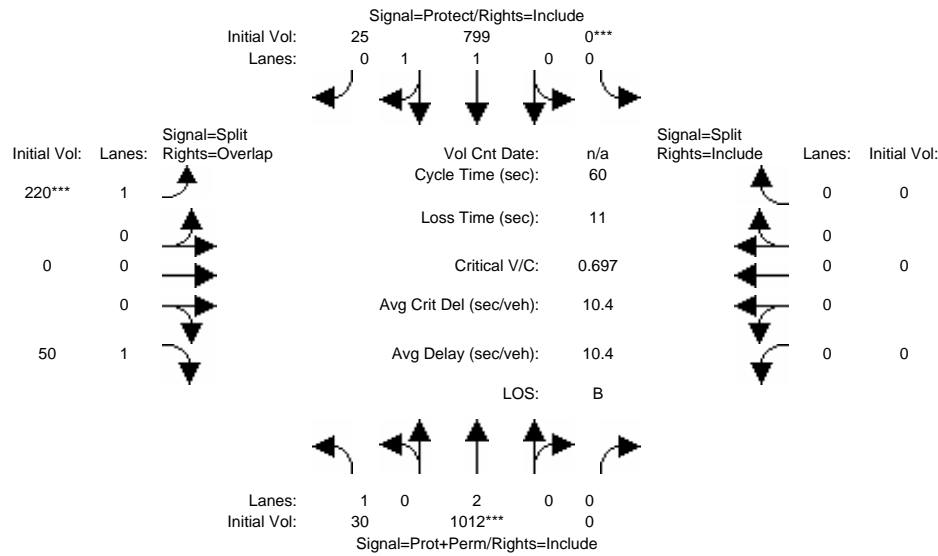 Signal=Protect/Rights=Include
Initial Vol: 25 799 0***
Lanes: 0 1 1 0 0
Signal=Split
Rights=Overlap
Initial Vol: Lanes:
Vol Cnt Date: n/a
Signal=Split
Rights=Include
Lanes: Initial Vol:
Cycle Time (sec): 60
220*** 1
0 0
Loss Time (sec): 11
0
0
0 0
Critical V/C: 0.697
0 0
0
Avg Crit Del (sec/veh): 10.4
0
50 1
Avg Delay (sec/veh): 10.4
0 0
LOS: B
Lanes: 1 0 2 0 0
Initial Vol: 30 1012*** 0
Signal=Prot+Perm/Rights=Include